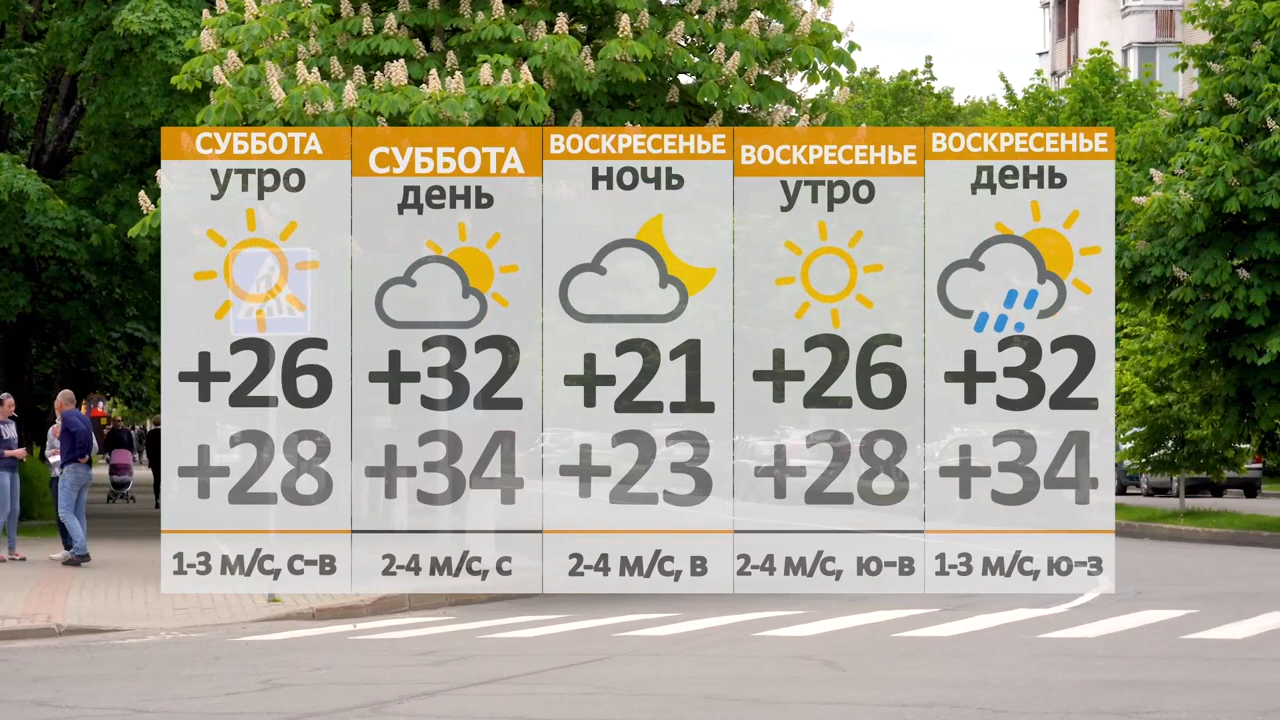 СУББОТА
утро
+26
+28
1-3 м/с, с-в
СУББОТА
день
+32
+34
2-4 м/с, с
ВОСКРЕСЕНЬЕ
ночь
+21
+23
2-4 м/с, в
ВОСКРЕСЕНЬЕ
утро
+26
+28
2-4 м/с, ю-в
ВОСКРЕСЕНЬЕ
день
+32
+34
1-3 м/с, ю-з